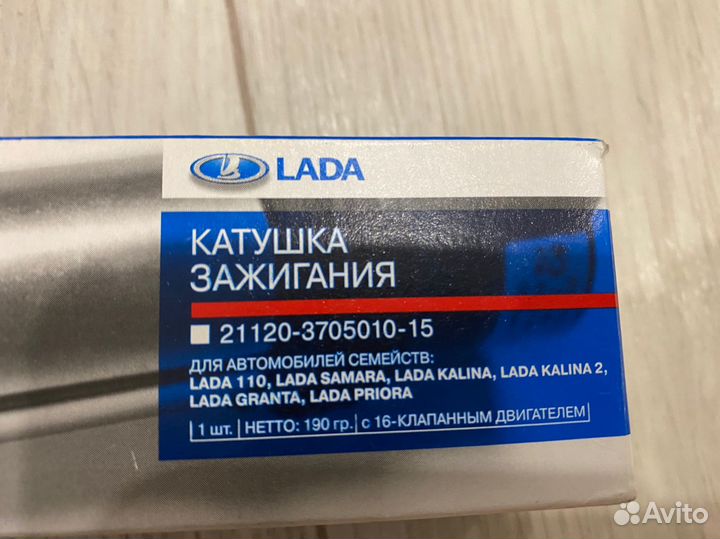 LADA
КАТУШКА
ЗАЖИГАНИЯ
21120-3705010-15
ДЛЯ АВТОМОБИЛЕЙ СЕМЕЙСТВ:
LADA 110, LADA SAMARA, LADA KALINA, LADA KALINA 2,
LADA GRANTA, LADA PRIORA
1 шт. НЕТТО: 190 гр. с 16-КЛАПАННЫМ ДВИГАТЕЛЕМ
Avito